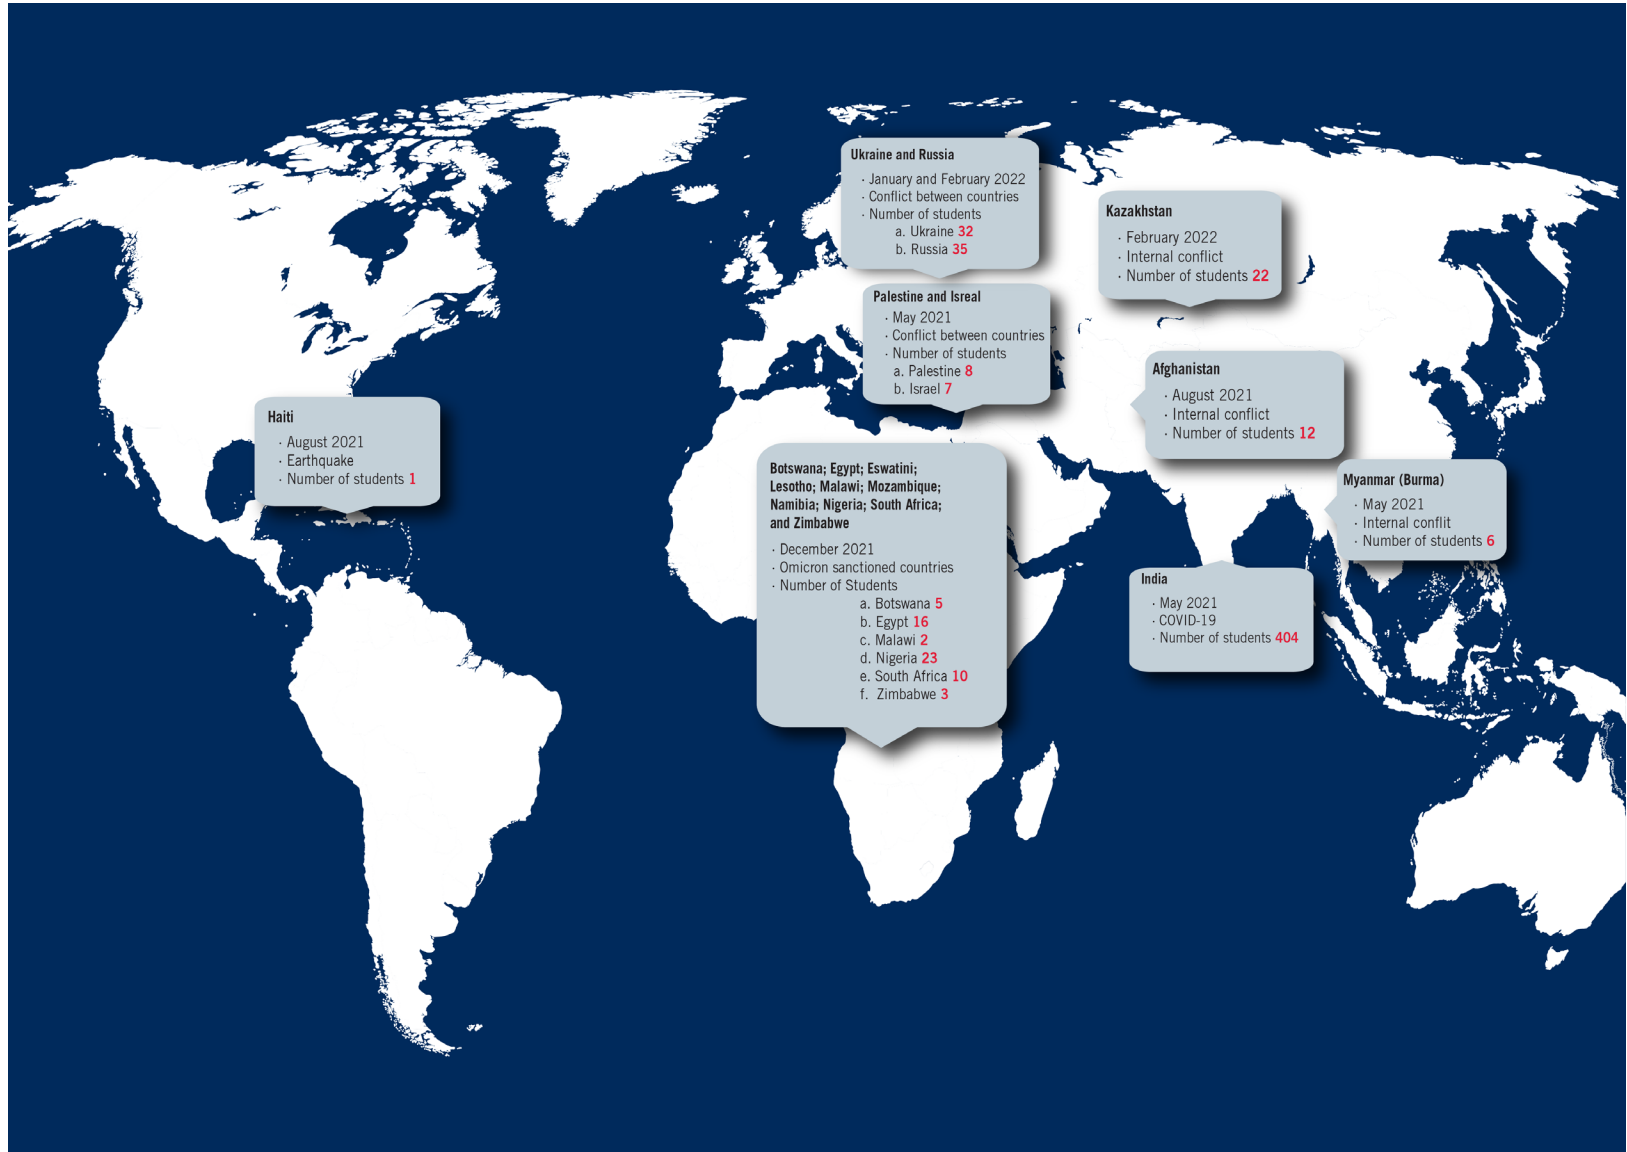 Ukraine and Russia
· January and February 2022
· Conflict between countries
· Number of students
a. Ukraine 32
b. Russia 35
Kazakhstan
· February 2022
· Internal conflict
· Number of students 22
Palestine and Isreal
· May 2021
· Conflict between countries
· Number of students
a. Palestine 8
b. Israel 7
Afghanistan
· August 2021
· Internal conflict
· Number of students 12
Haiti
· August 2021
· Earthquake
· Number of students 1
Botswana; Egypt; Eswatini;
Lesotho; Malawi; Mozambique;
Namibia; Nigeria; South Africa;
and Zimbabwe
· December 2021
· Omicron sanctioned countries
· Number of Students
a. Botswana 5
b. Egypt 16
c. Malawi 2
d. Nigeria 23
e. South Africa 10
f. Zimbabwe 3
Myanmar (Burma)
· May 2021
· Internal conflit
· Number of students 6
India
· May 2021
· COVID-19
· Number of students 404